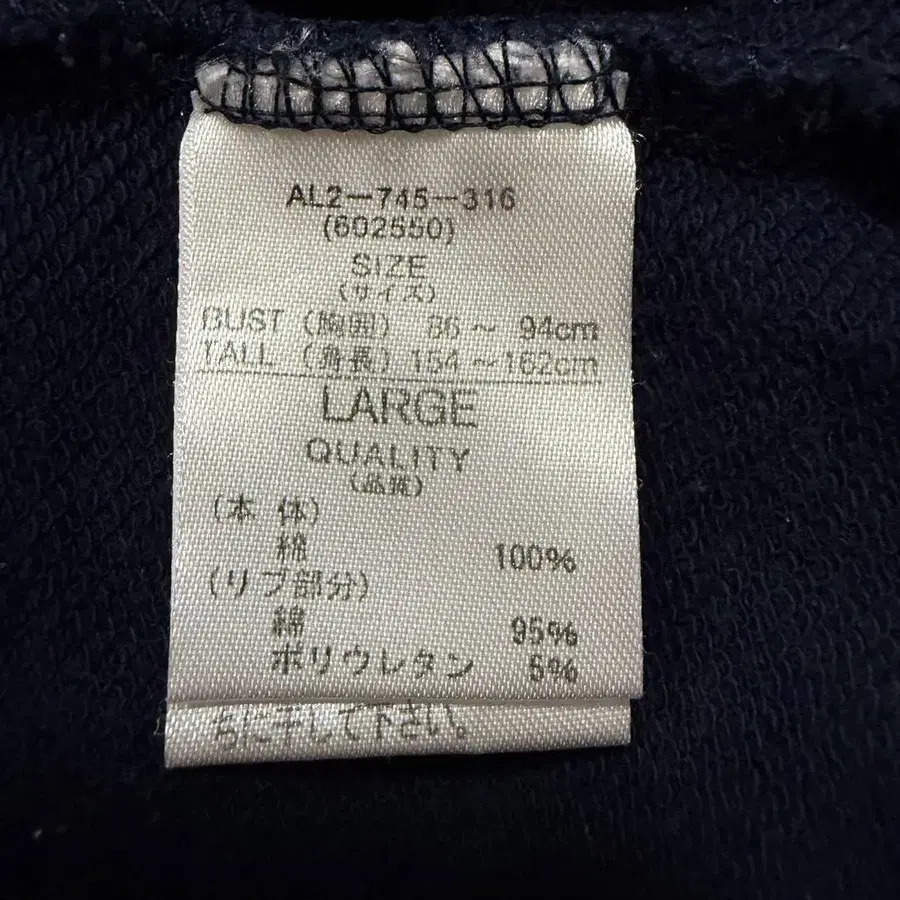 AL2-745-316
(602550)
SIZE
(サイズ)
BUST (胸囲) 86～94cm
TALL (身長) 154～162cm
LARGE
QUALITY
(品質)
(本体)
綿 100%
(リブ部分)
綿 95%
ポリウレタン 5%
ちに干して下さい。